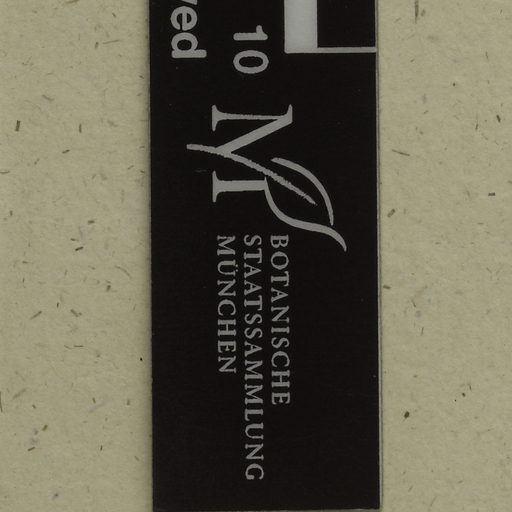 ved
10
BOTANISCHE
STAATSSAMMLUNG
MÜNCHEN